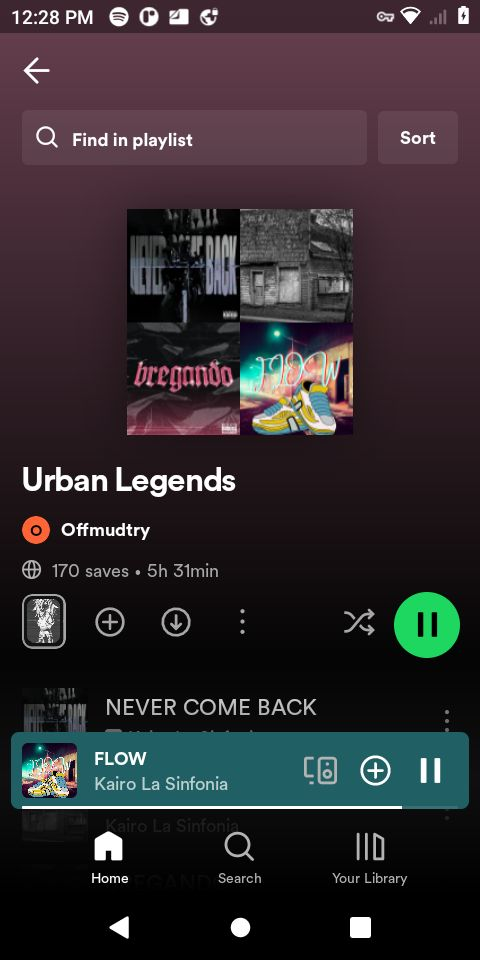 12:28 PM
Find in playlist
Sort
NEVER COME BACK
bregando
FLOW
Urban Legends
O
Offmudtry
170 saves • 5h 31min
NEVER COME BACK
FLOW
Kairo La Sinfonia
Kairo La Sinfonia
Home
Search
Your Library